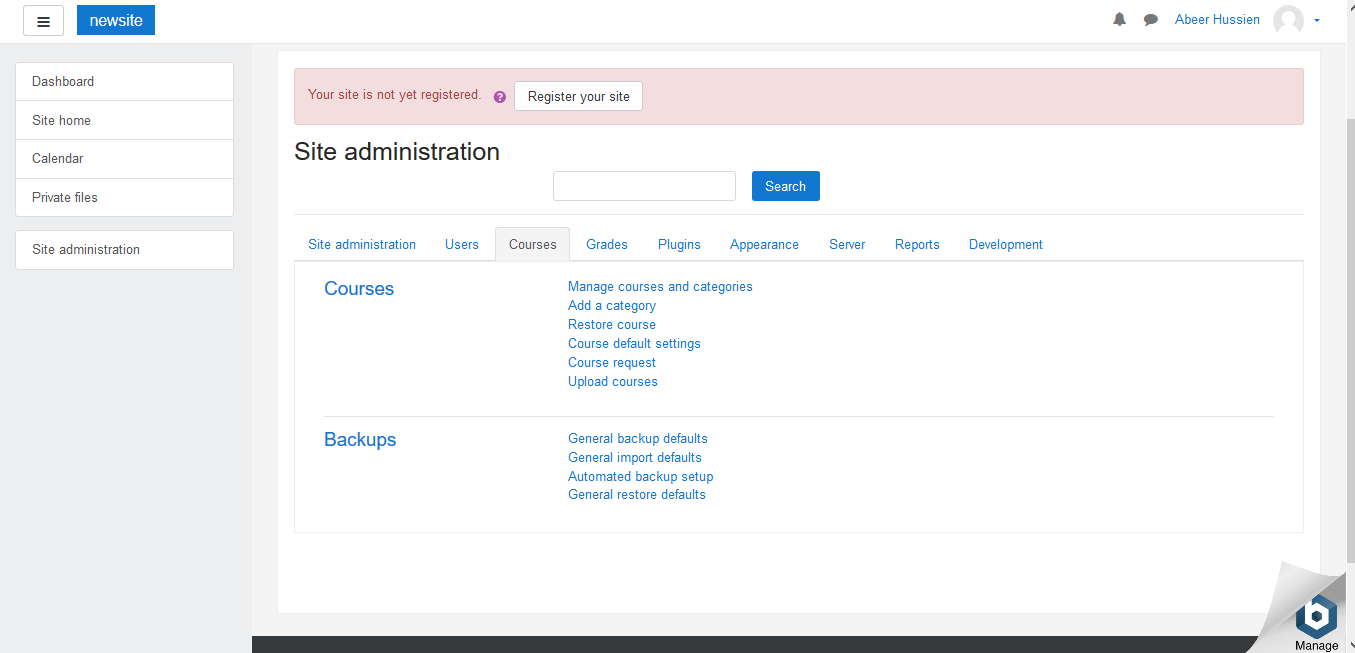 newsite
Abeer Hussien
Dashboard
Site home
Calendar
Private files
Site administration
Your site is not yet registered. ? Register your site
Site administration
Search
Site administration Users Courses Grades Plugins Appearance Server Reports Development
Courses
Manage courses and categories
Add a category
Restore course
Course default settings
Course request
Upload courses
Backups
General backup defaults
General import defaults
Automated backup setup
General restore defaults
b
Manage